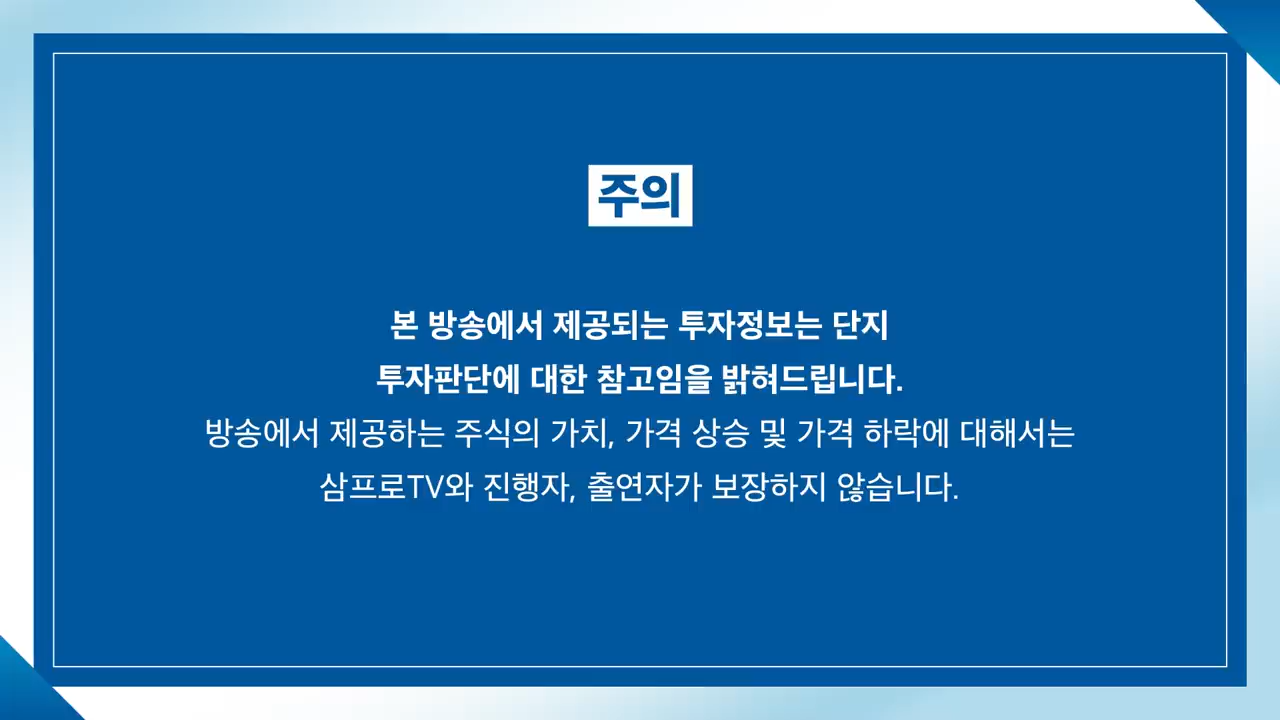 주의
본 방송에서 제공되는 투자정보는 단지
투자판단에 대한 참고임을 밝혀드립니다.
방송에서 제공하는 주식의 가치, 가격 상승 및 가격 하락에 대해서는
삼프로TV와 진행자, 출연자가 보장하지 않습니다.